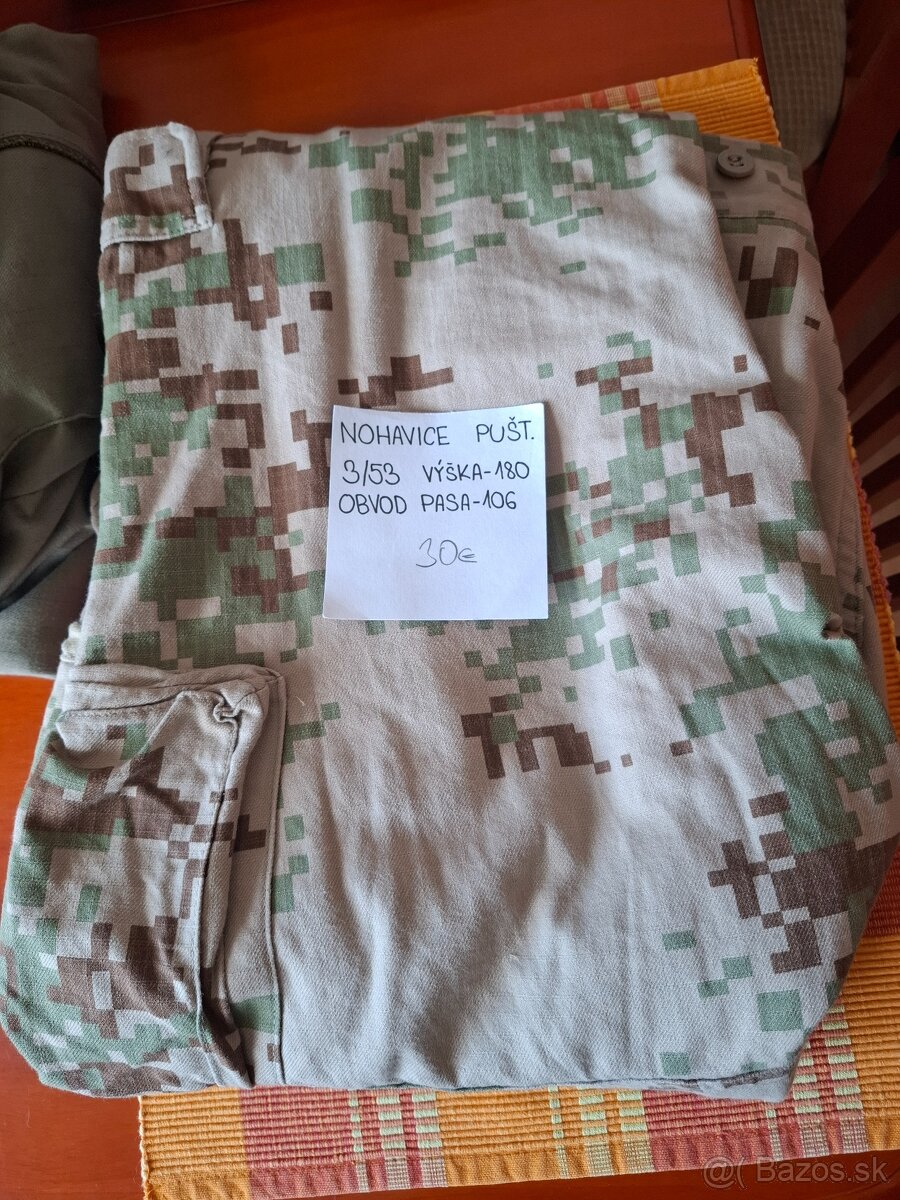 NOHAVICE PUŠT.
3/53 VÝŠKA-180
OBVOD PASA-106
30€
@( Bazos.sk